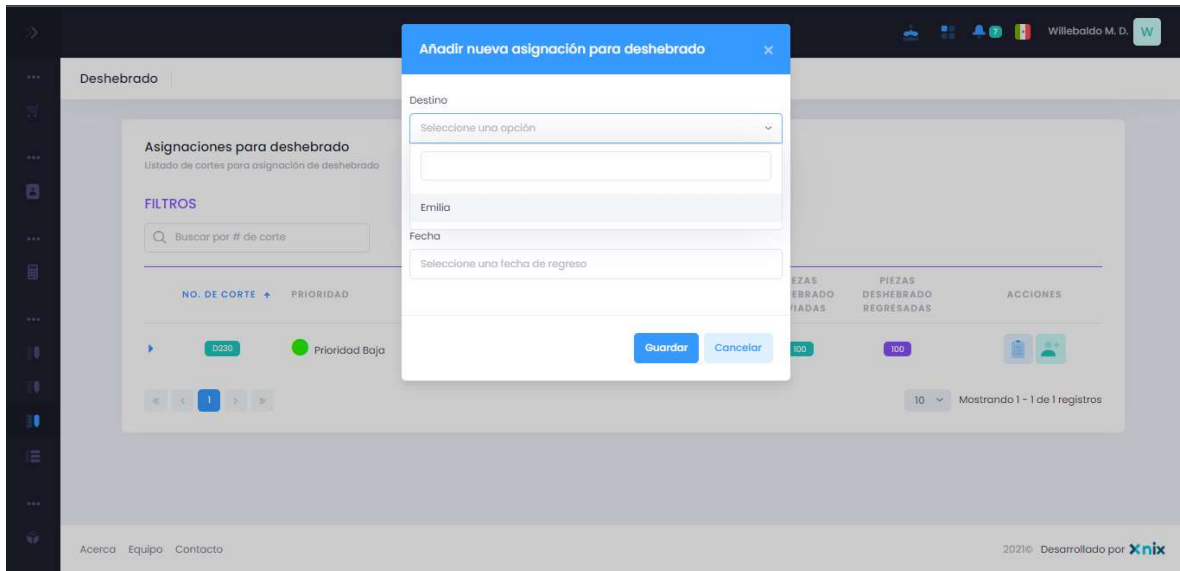 7
Willebaldo M. D.
W
Añadir nueva asignación para deshebrado
Deshebrado
Destino
Seleccione una opción
Asignaciones para deshebrado
Listado de cortes para asignación de deshebrado
Emilia
FILTROS
Buscar por # de corte
Fecha
Seleccione una fecha de regreso
NO. DE CORTE
PRIORIDAD
PIEZAS
DESHEBRADO
REGRESADAS
ACCIONES
D230
Prioridad Baja
Guardar
Cancelar
100
100
1
10
Mostrando 1 - 1 de 1 registros
Acerca Equipo Contacto
2021© Desarrollado por Xnix